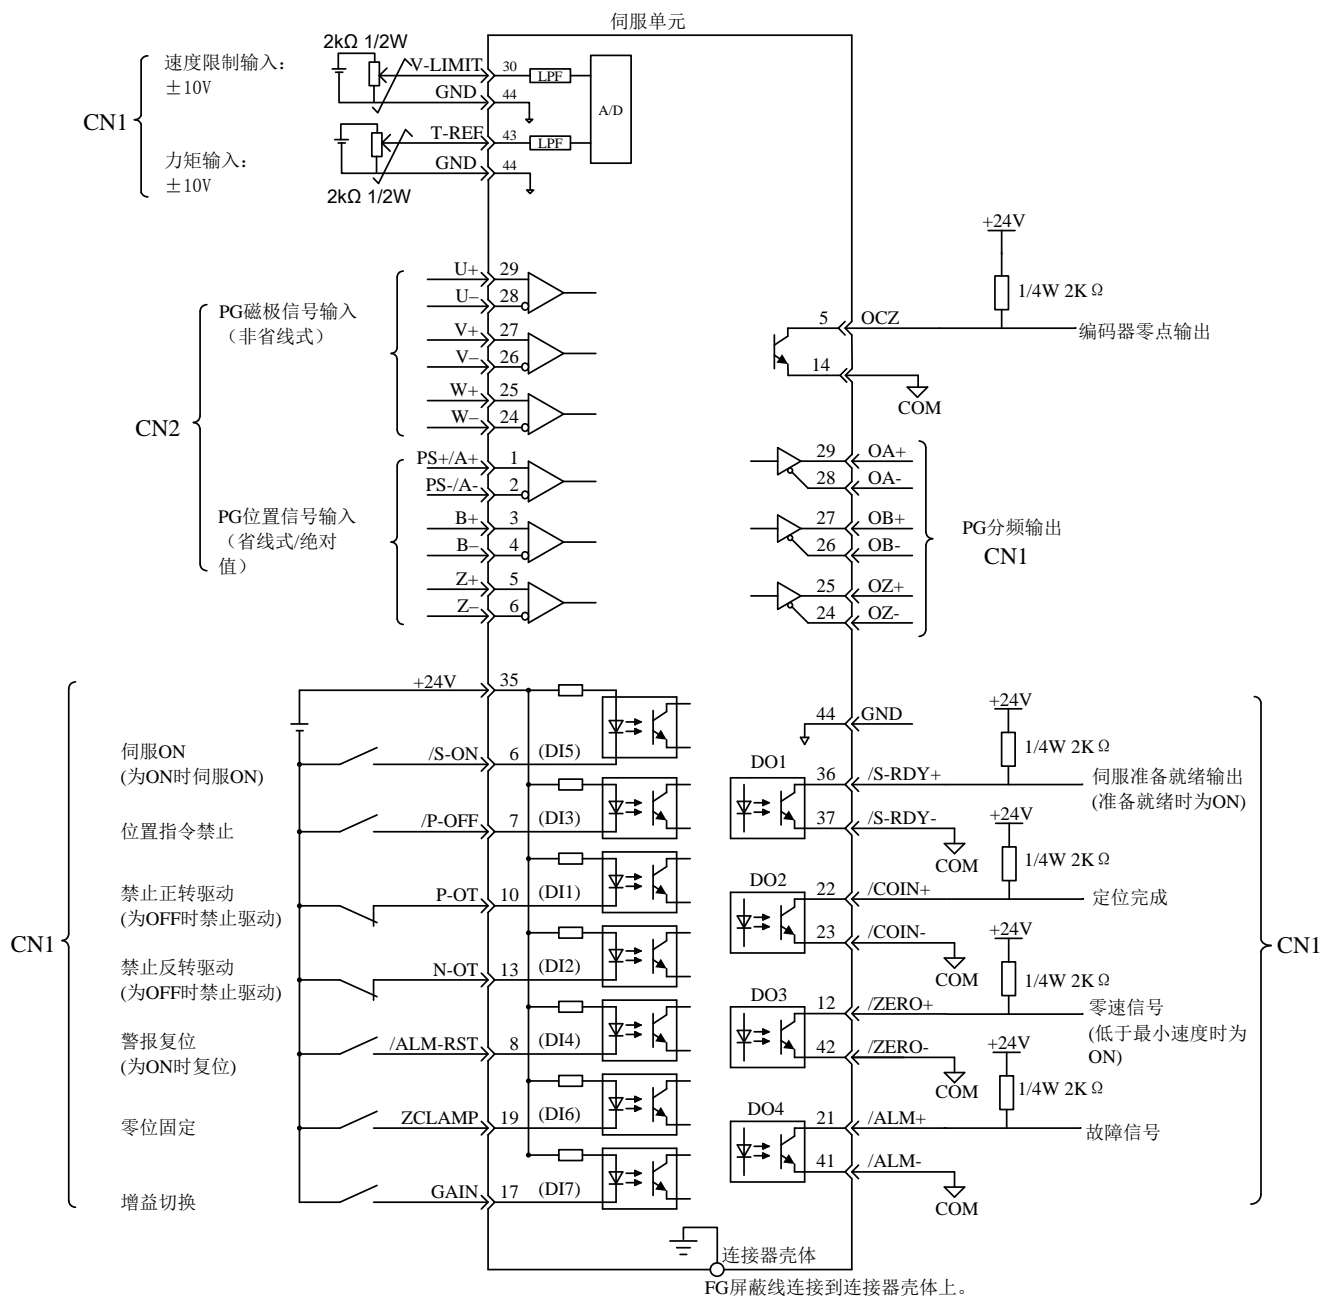 伺服单元
2kΩ 1/2W
速度限制输入：
±10V
V-LIMIT 30 LPF
GND 44
A/D
CN1
T-REF 43 LPF
GND 44
力矩输入：
±10V
2kΩ 1/2W
+24V
1/4W 2KΩ
U+ 29
U− 28
PG磁极信号输入
（非省线式）
V+ 27
V− 26
W+ 25
W− 24
CN2
PS+/A+ 1
PS-/A- 2
PG位置信号输入
（省线式/绝对
值）
B+ 3
B− 4
Z+ 5
Z− 6
5 OCZ
编码器零点输出
14
COM
29 OA+
28 OA-
27 OB+
26 OB-
25 OZ+
24 OZ-
PG分频输出
CN1
+24V 35
伺服ON
(为ON时伺服ON)
/S-ON 6 (DI5)
位置指令禁止
/P-OFF 7 (DI3)
禁止正转驱动
(为OFF时禁止驱动)
P-OT 10 (DI1)
CN1
禁止反转驱动
(为OFF时禁止驱动)
N-OT 13 (DI2)
警报复位
(为ON时复位)
/ALM-RST 8 (DI4)
零位固定
ZCLAMP 19 (DI6)
增益切换
GAIN 17 (DI7)
44 GND
+24V
1/4W 2KΩ
DO1
36 /S-RDY+
伺服准备就绪输出
(准备就绪时为ON)
37 /S-RDY-
COM
+24V
1/4W 2KΩ
DO2
22 /COIN+
定位完成
23 /COIN-
COM
+24V
1/4W 2KΩ
CN1
DO3
12 /ZERO+
零速信号
(低于最小速度时为
ON)
42 /ZERO-
COM
+24V
1/4W 2KΩ
DO4
21 /ALM+
故障信号
41 /ALM-
COM
连接器壳体
FG屏蔽线连接到连接器壳体上。